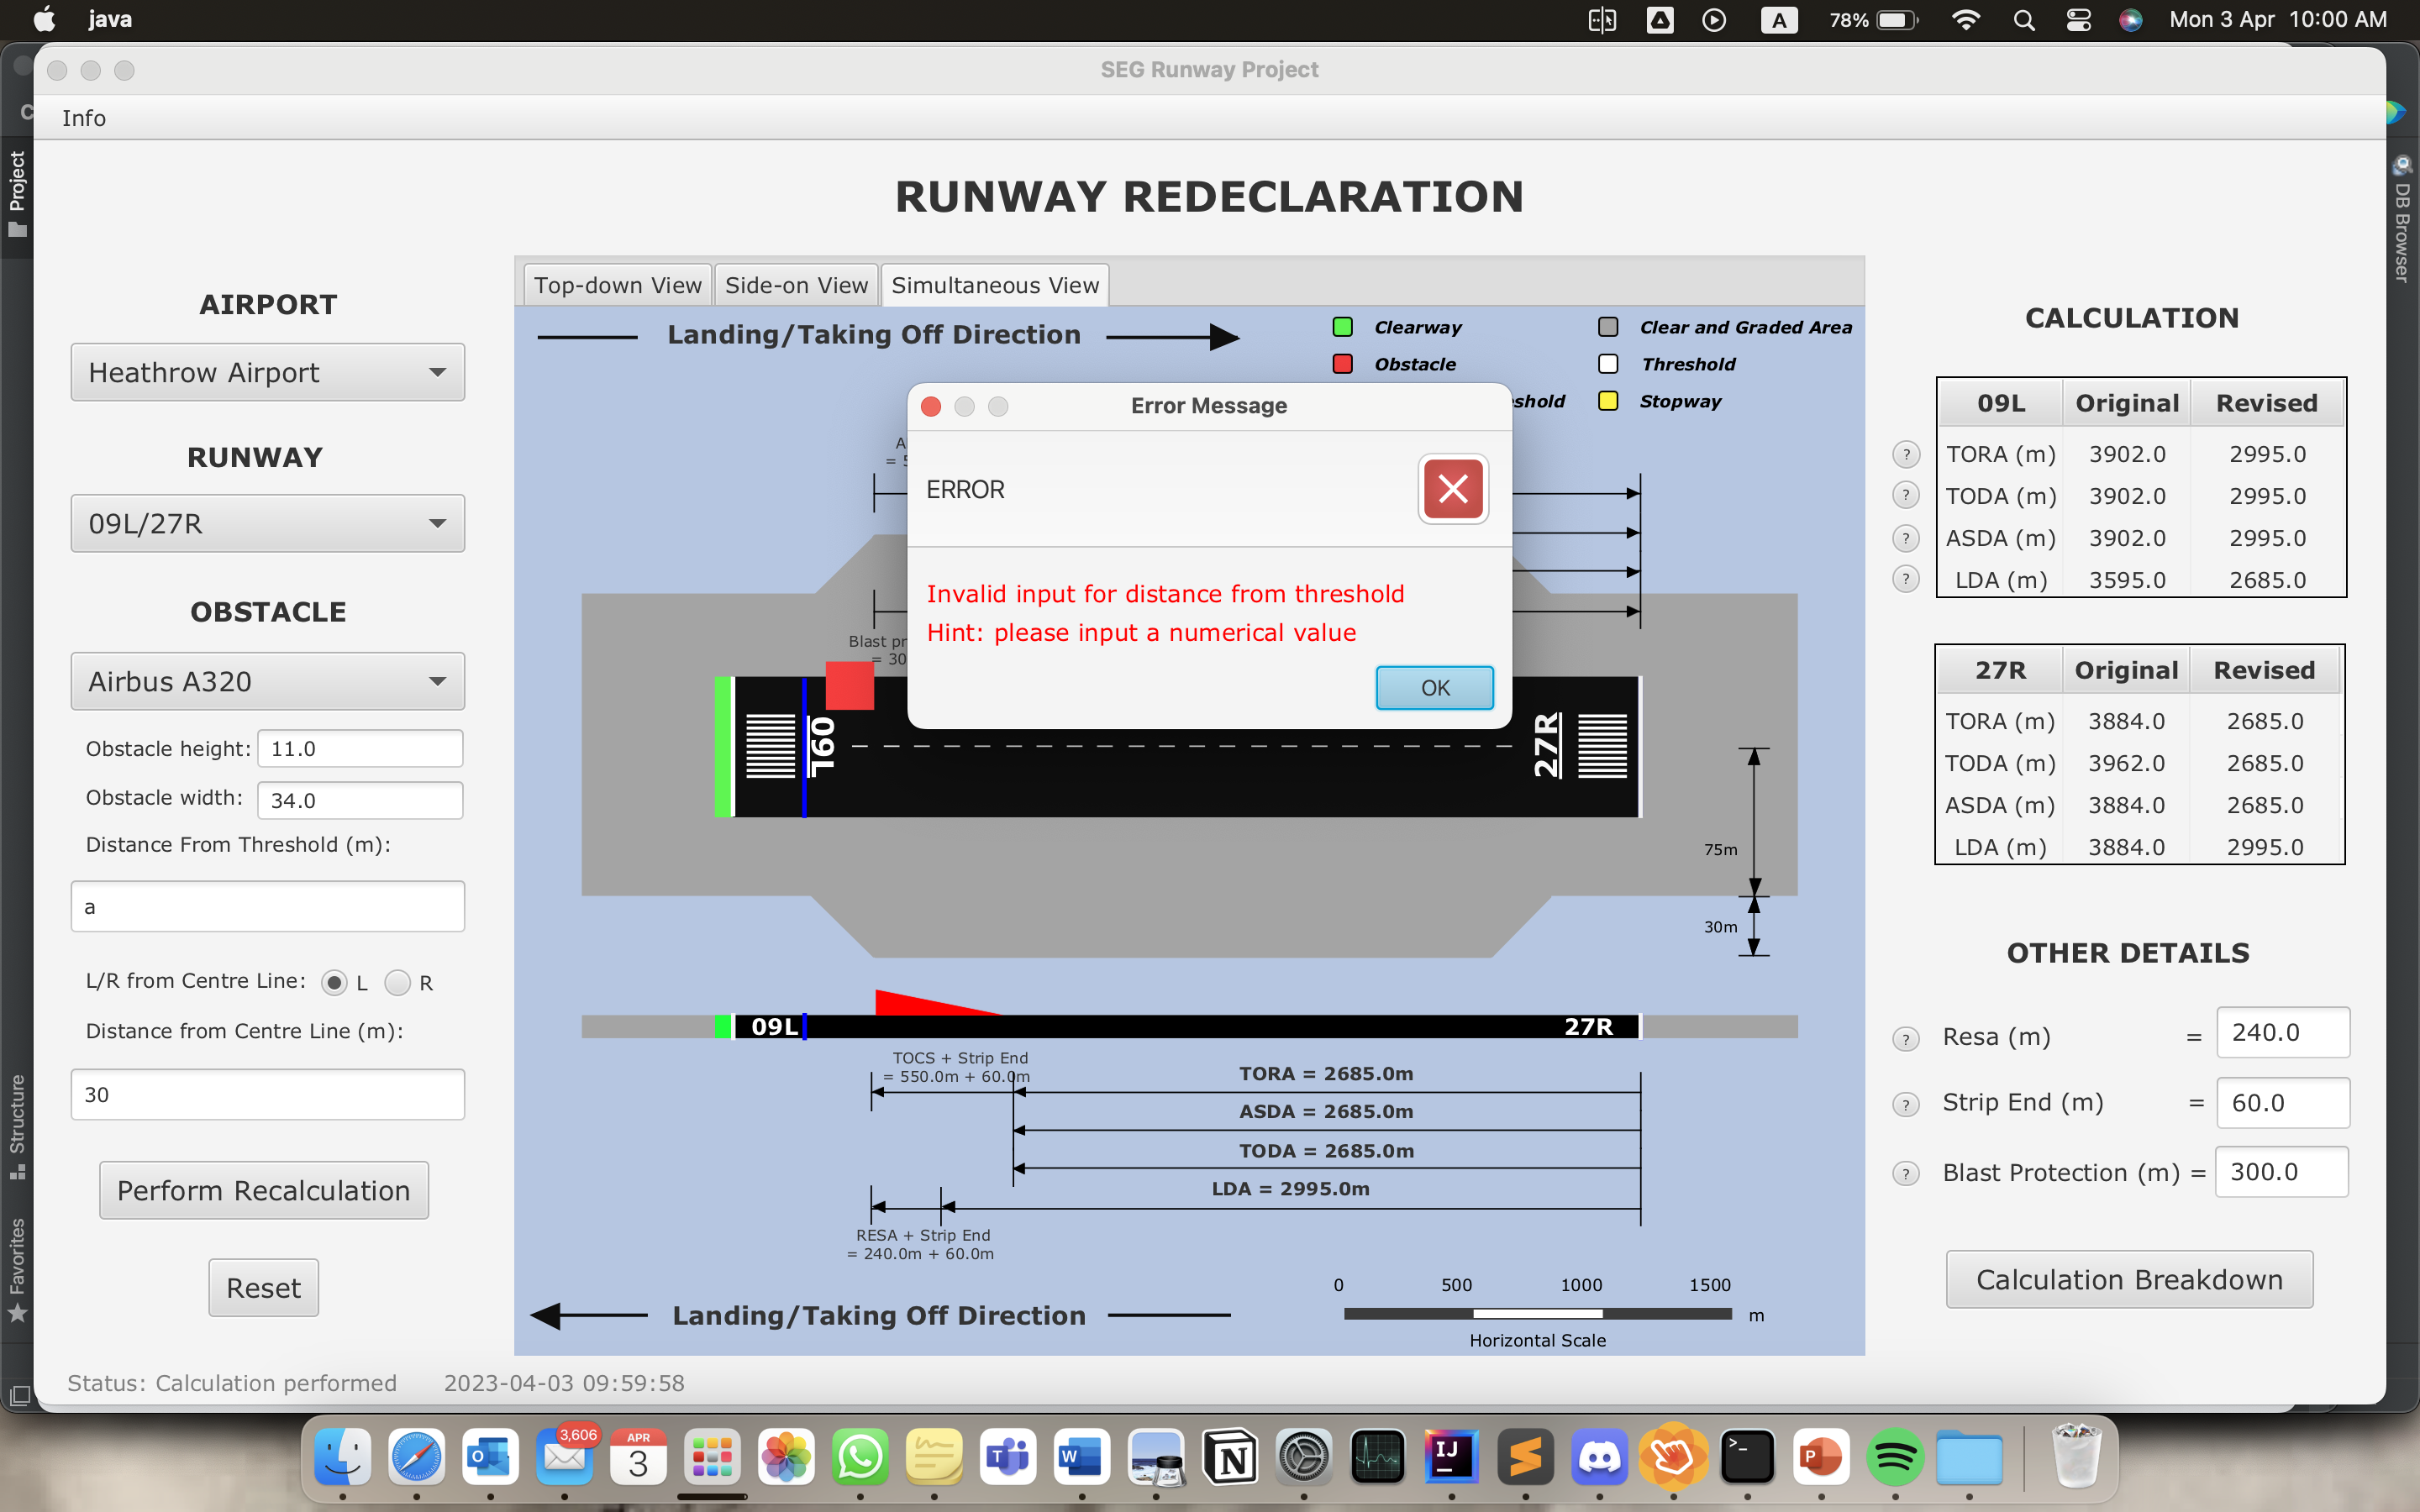 java
A
78%
Mon 3 Apr 10:00 AM
SEG Runway Project
Info
Project
DB Browser
Structure
Favorites
RUNWAY REDECLARATION
AIRPORT
Heathrow Airport
RUNWAY
09L/27R
OBSTACLE
Airbus A320
Obstacle height: 11.0
Obstacle width: 34.0
Distance From Threshold (m):
a
L/R from Centre Line: L R
Distance from Centre Line (m):
30
Perform Recalculation
Reset
Status: Calculation performed 2023-04-03 09:59:58
Top-down View Side-on View Simultaneous View
Landing/Taking Off Direction
Clearway Clear and Graded Area
Obstacle Threshold
shold Stopway
Error Message
ERROR
Invalid input for distance from threshold
Hint: please input a numerical value
OK
A
= 5
Blast pr
= 30
09L
27R
75m
30m
09L 27R
TOCS + Strip End
= 550.0m + 60.0m
TORA = 2685.0m
ASDA = 2685.0m
TODA = 2685.0m
LDA = 2995.0m
RESA + Strip End
= 240.0m + 60.0m
Landing/Taking Off Direction
0 500 1000 1500
m
Horizontal Scale
CALCULATION
09L Original Revised
? TORA (m) 3902.0 2995.0
? TODA (m) 3902.0 2995.0
? ASDA (m) 3902.0 2995.0
? LDA (m) 3595.0 2685.0
27R Original Revised
TORA (m) 3884.0 2685.0
TODA (m) 3962.0 2685.0
ASDA (m) 3884.0 2685.0
LDA (m) 3884.0 2995.0
OTHER DETAILS
? Resa (m) = 240.0
? Strip End (m) = 60.0
? Blast Protection (m) = 300.0
Calculation Breakdown
3,606
APR
3
IJ